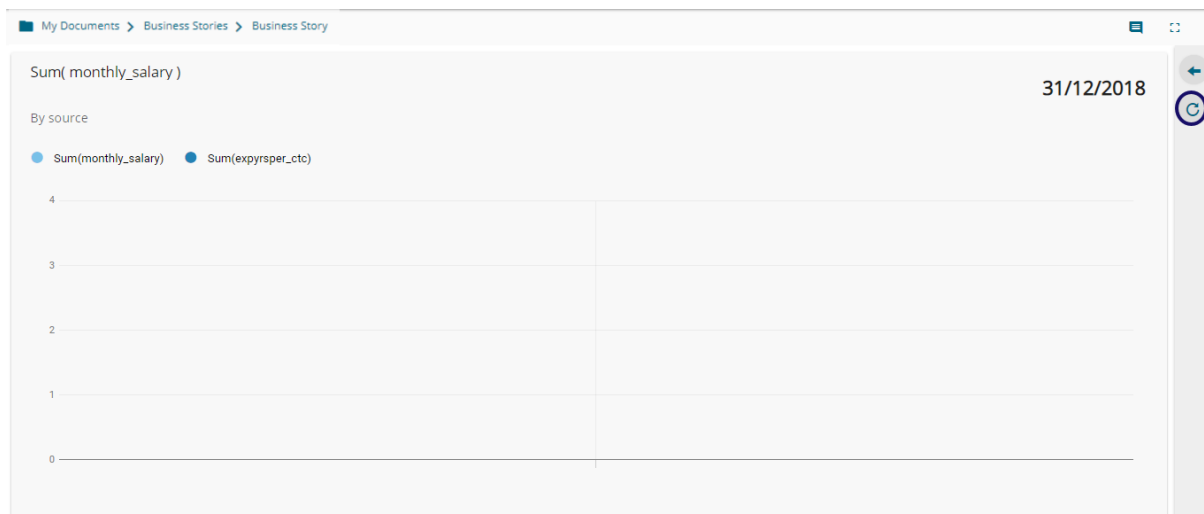 My Documents > Business Stories > Business Story
Sum( monthly_salary )
31/12/2018
By source
Sum(monthly_salary) Sum(expyrsper_ctc)
4
3
2
1
0